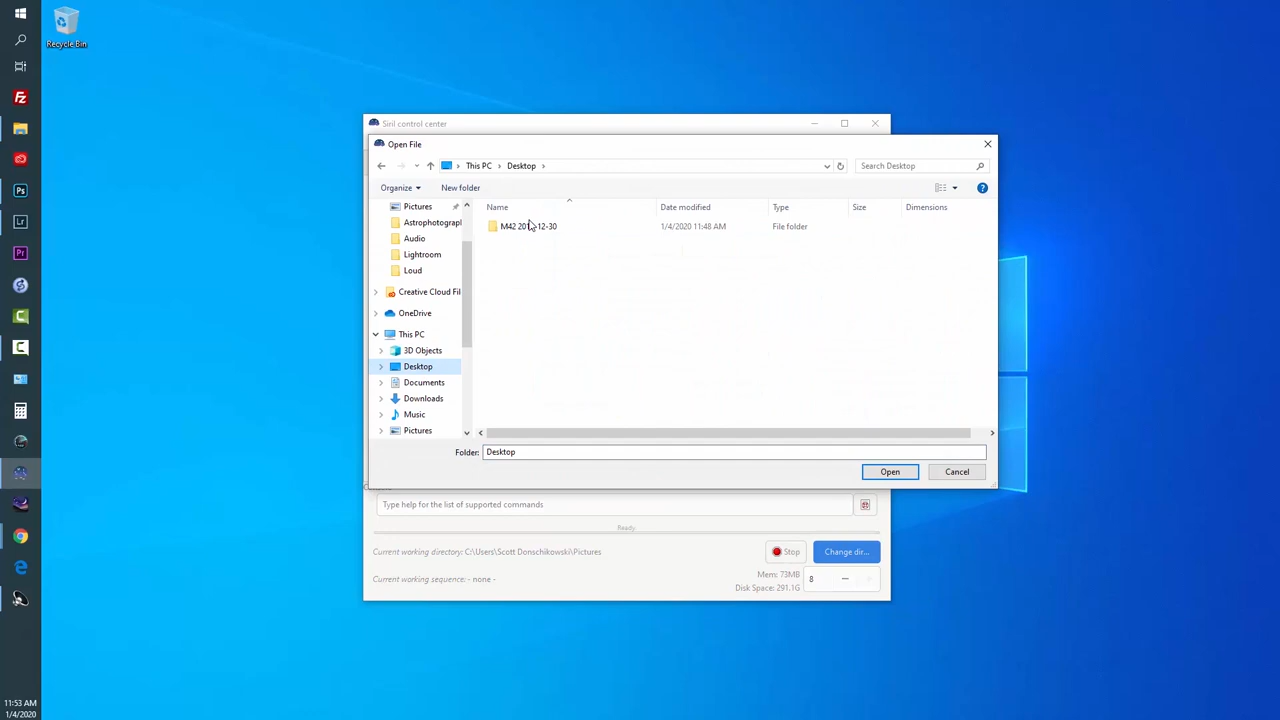 Recycle Bin
Siril control center
Open File
This PC > Desktop >
Search Desktop
Organize
New folder
Pictures
Astrophotograpl
Audio
Lightroom
Loud
Creative Cloud Fil
OneDrive
This PC
3D Objects
Desktop
Documents
Downloads
Music
Pictures
Name
Date modified
Type
Size
Dimensions
M42 12-30
1/4/2020 11:48 AM
File folder
Folder:
Desktop
Open
Cancel
Type help for the list of supported commands
Ready
Current working directory: C:\Users\Scott Donschikowski\Pictures
Stop
Change dir...
Current working sequence: - none -
Mem: 73MB
Disk Space: 291.1G
8
11:53 AM
1/4/2020